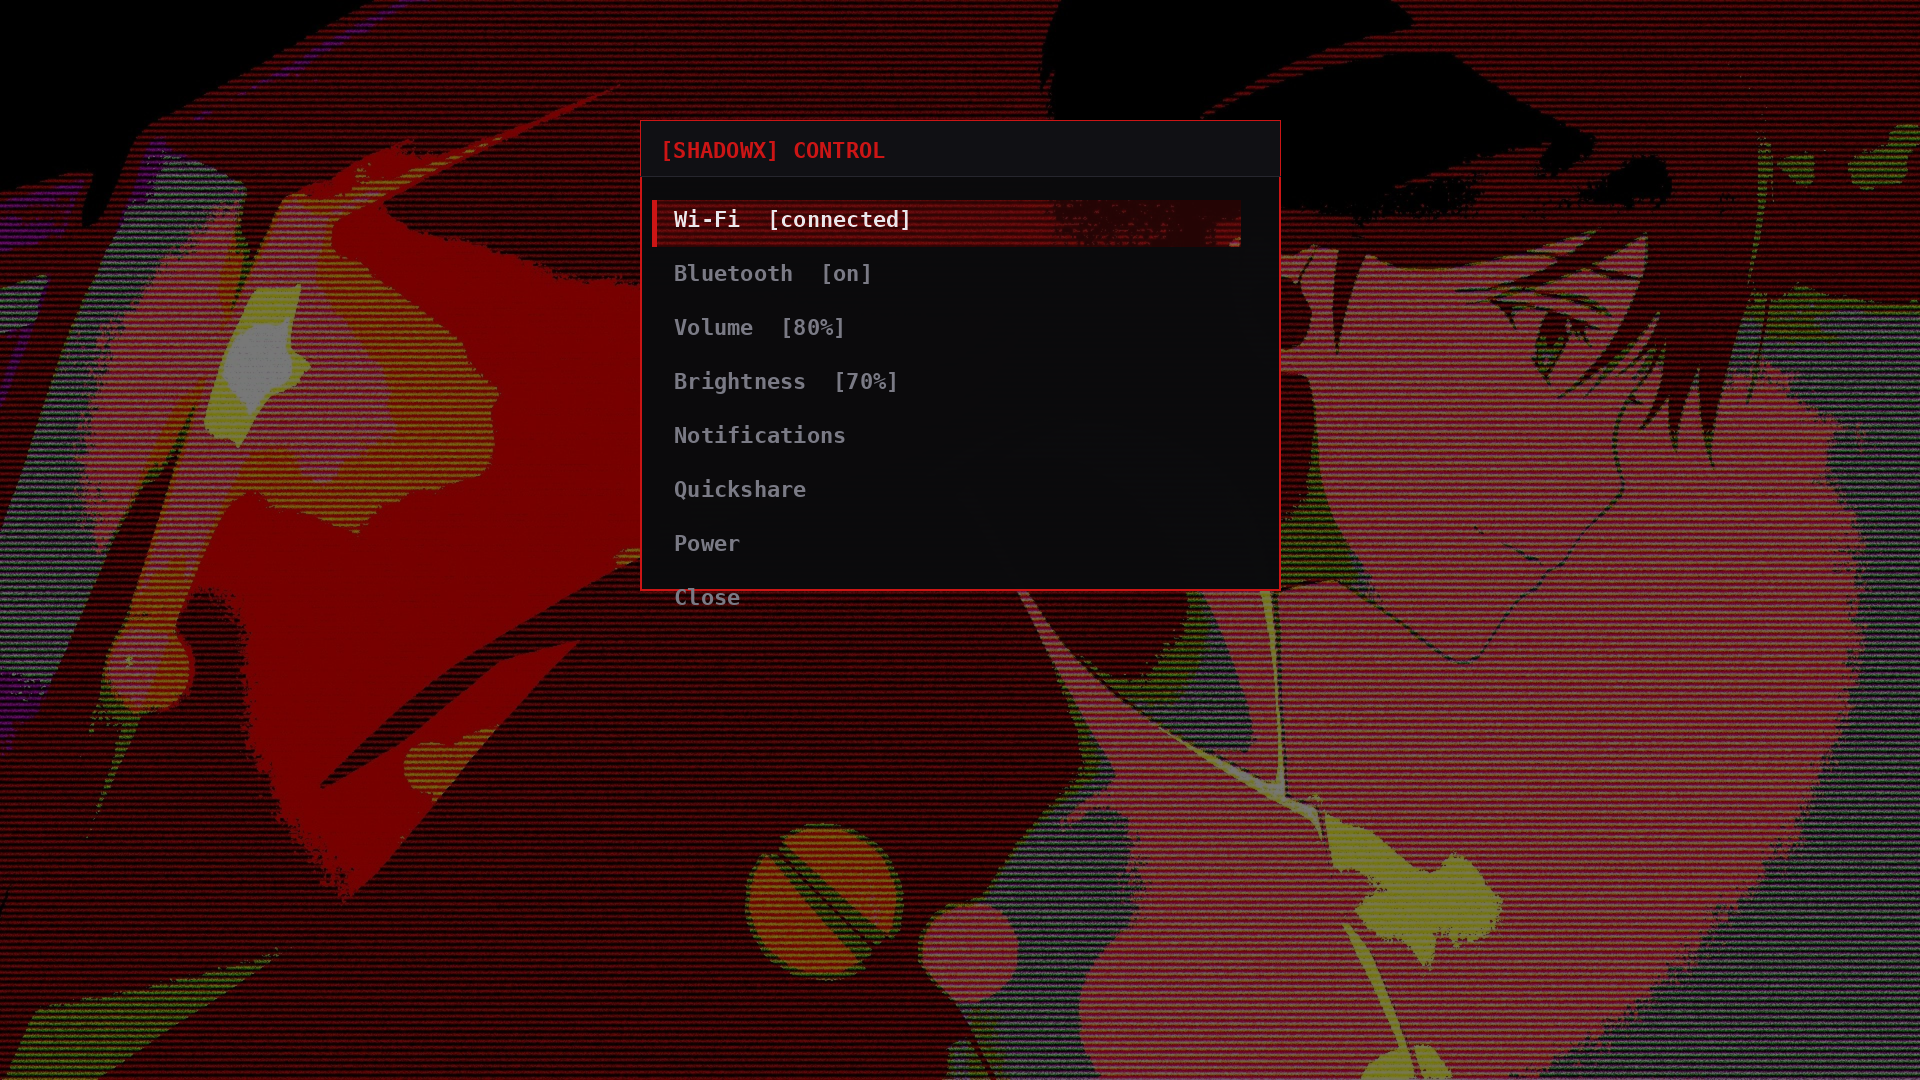 [SHADOWX] CONTROL
Wi-Fi  [connected]
Bluetooth  [on]
Volume  [80%]
Brightness  [70%]
Notifications
Quickshare
Power
Close